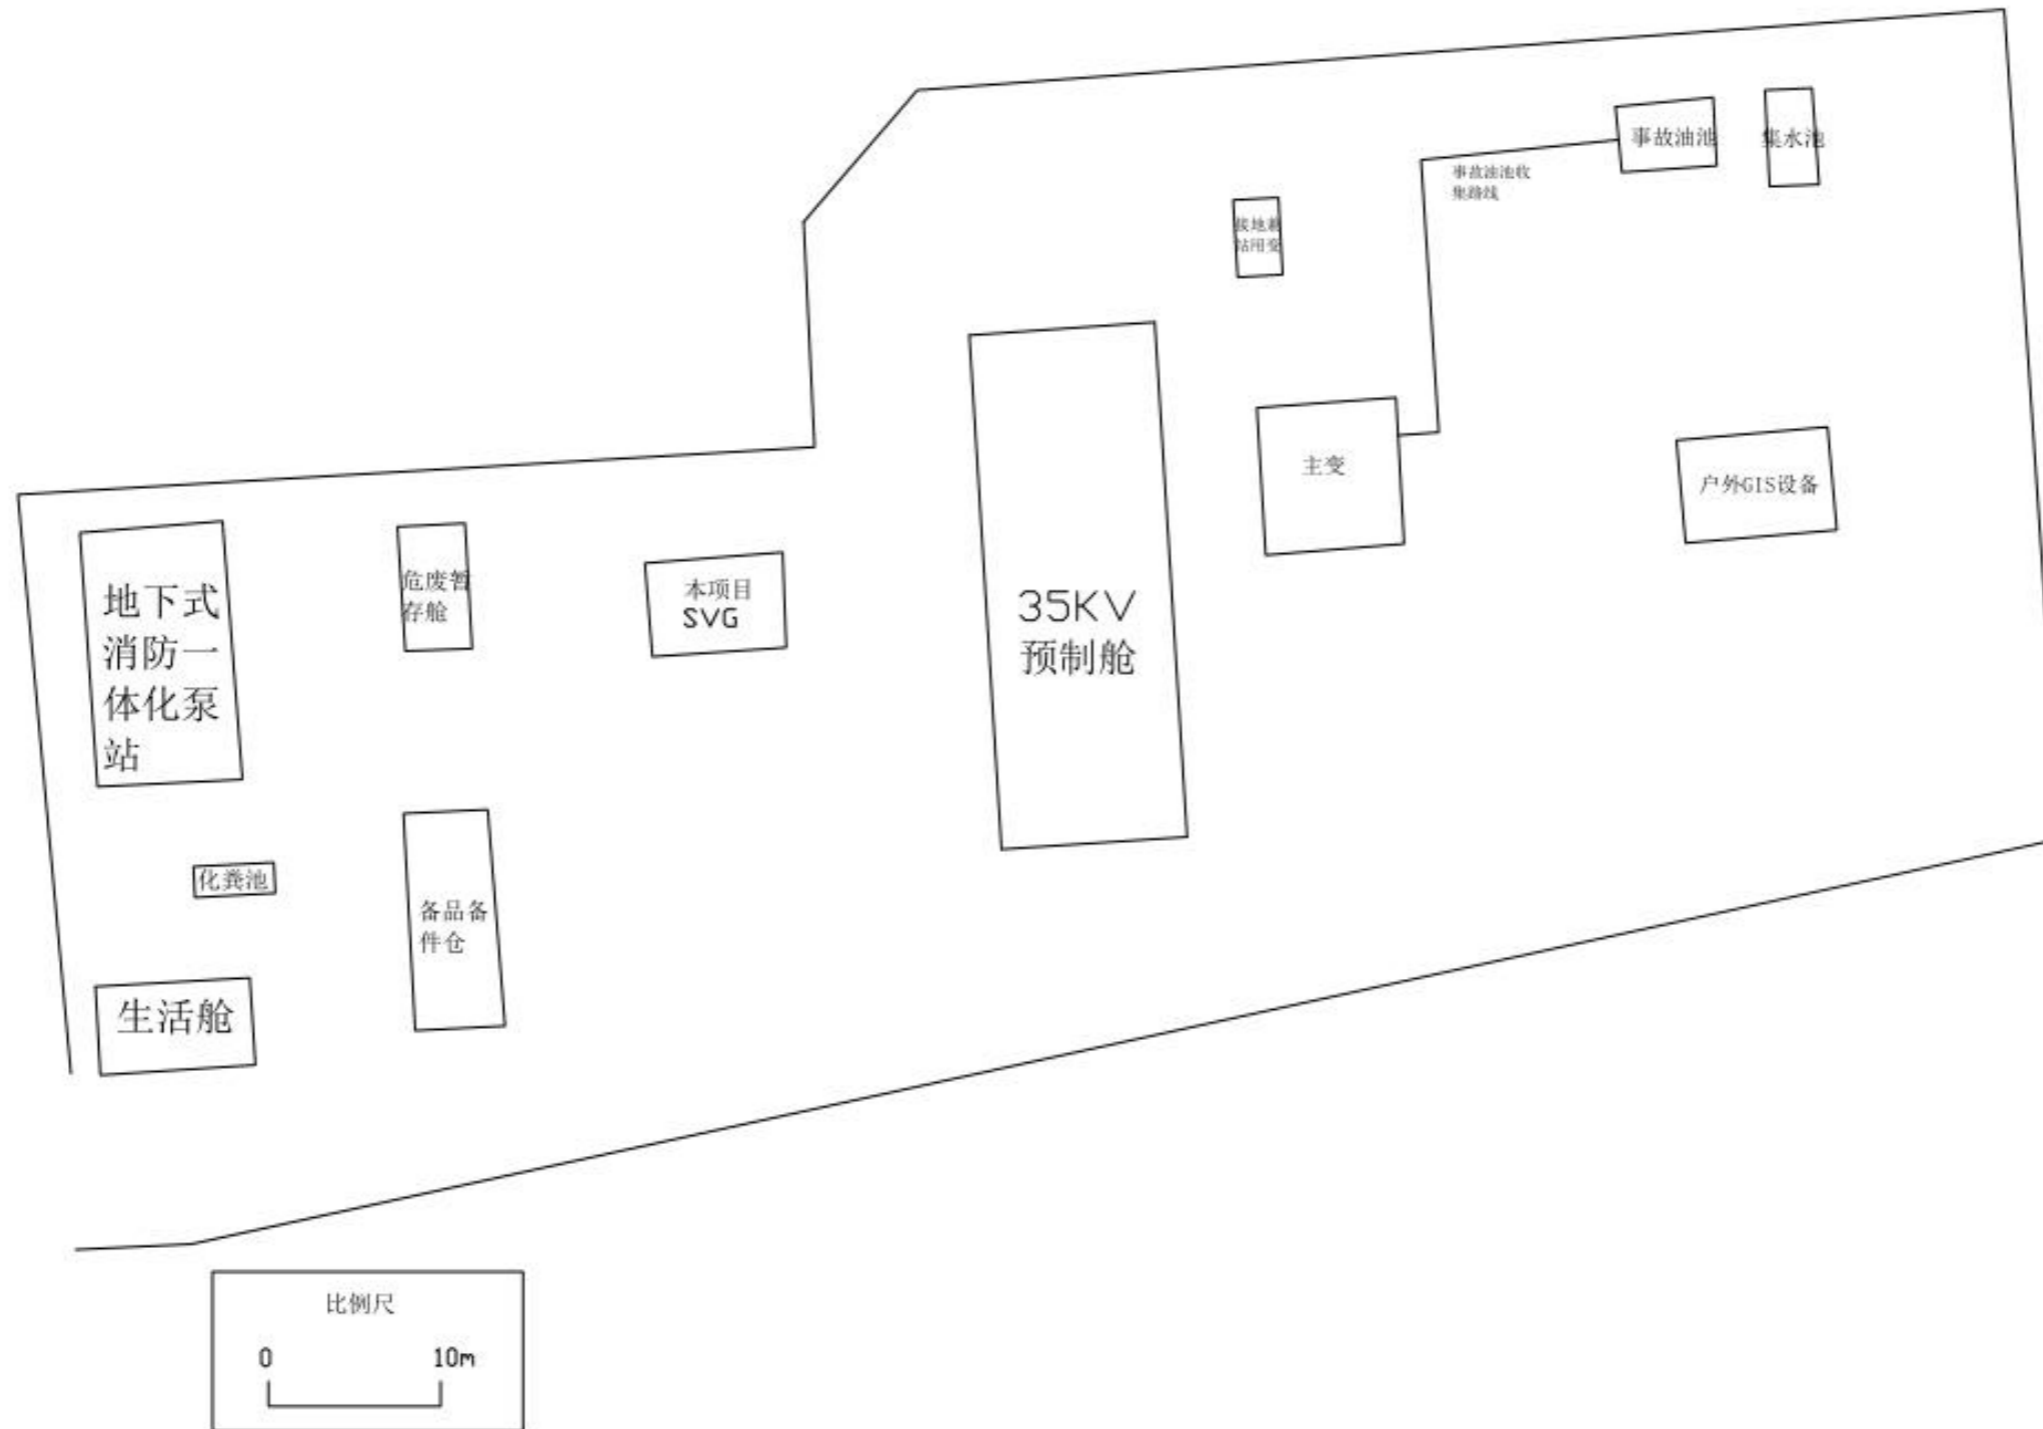 事故油池
集水池
事故油池收
集路线
接地兼
站用变
主变
户外GIS设备
35KV
预制舱
本项目
SVG
危废暂
存舱
地下式
消防一
体化泵
站
化粪池
备品备
件仓
生活舱
比例尺
0 10m